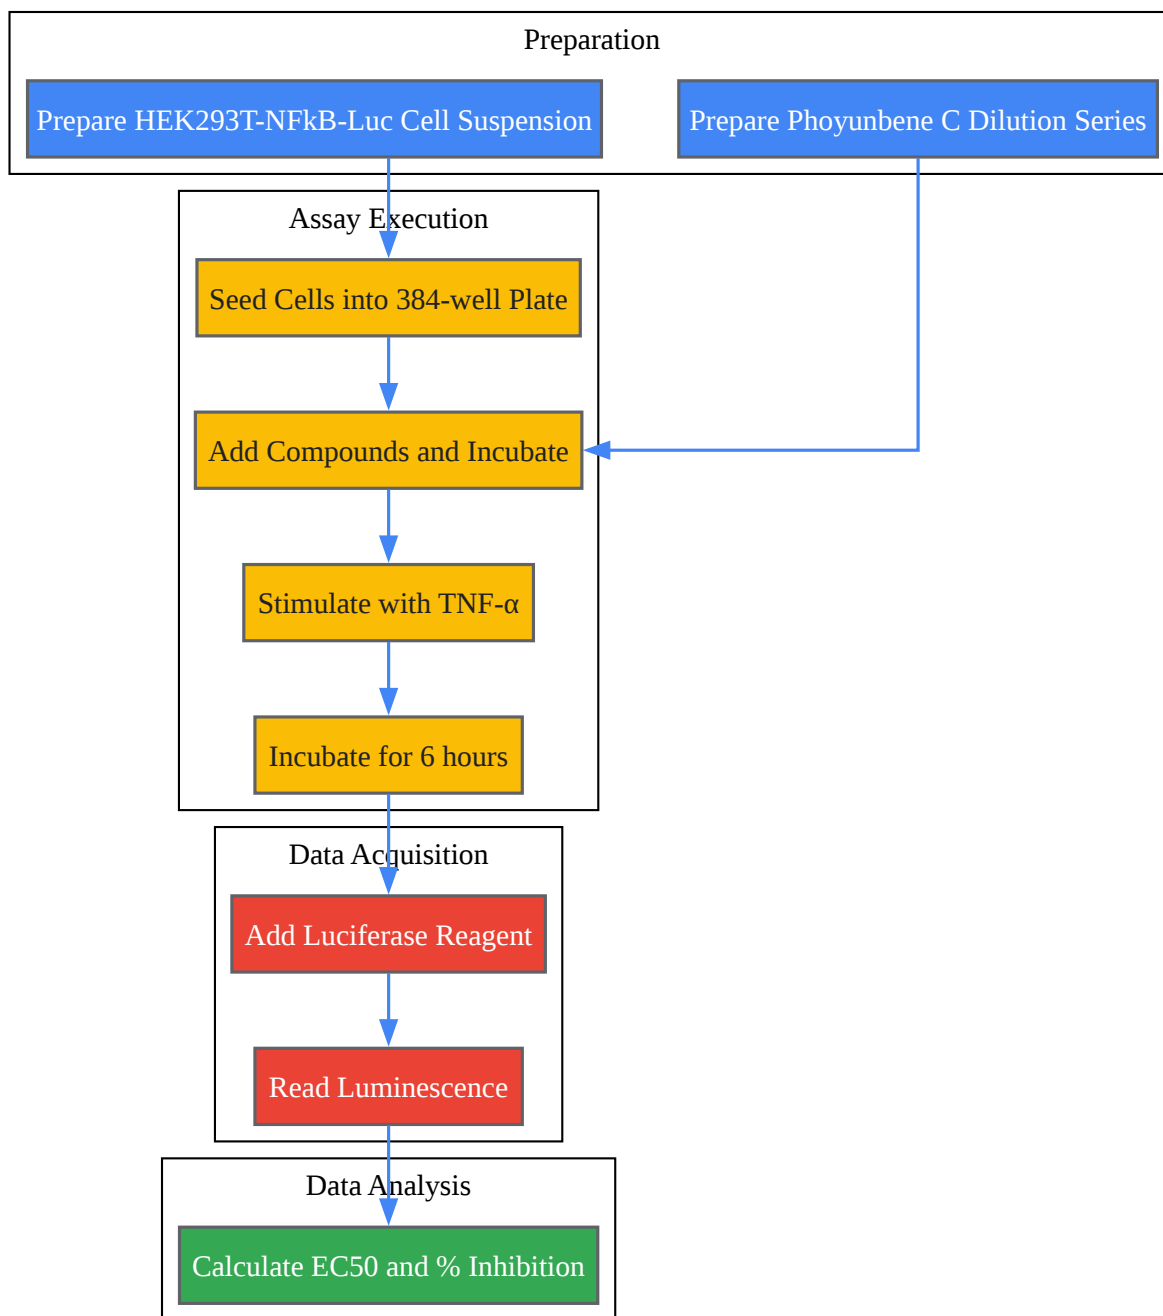 Preparation
Prepare HEK293T-NFkB-Luc Cell Suspension
Prepare Phoyunbene C Dilution Series
Assay Execution
Seed Cells into 384-well Plate
Add Compounds and Incubate
Stimulate with TNF-α
Incubate for 6 hours
Data Acquisition
Add Luciferase Reagent
Read Luminescence
Data Analysis
Calculate EC50 and % Inhibition